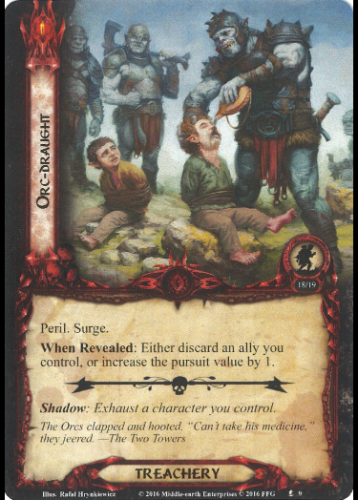 ORC-DRAUGHT
18/19
Peril. Surge.
When Revealed: Either discard an ally you
control, or increase the pursuit value by 1.
Shadow: Exhaust a character you control.
The Orcs clapped and hooted. “Can't take his medicine,”
they jeered. —The Two Towers
TREACHERY
Illus. Rafał Hrynkiewicz
© 2016 Middle-earth Enterprises © 2016 FFG